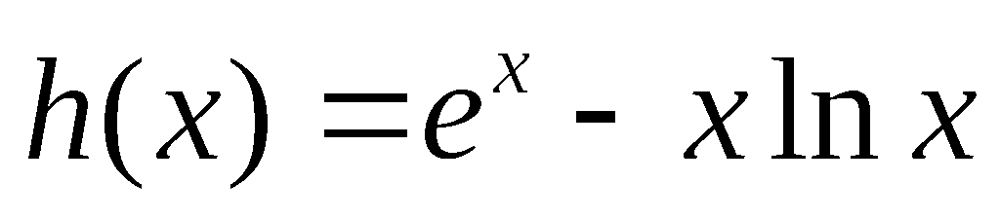 h(x) = e^x - x ln x